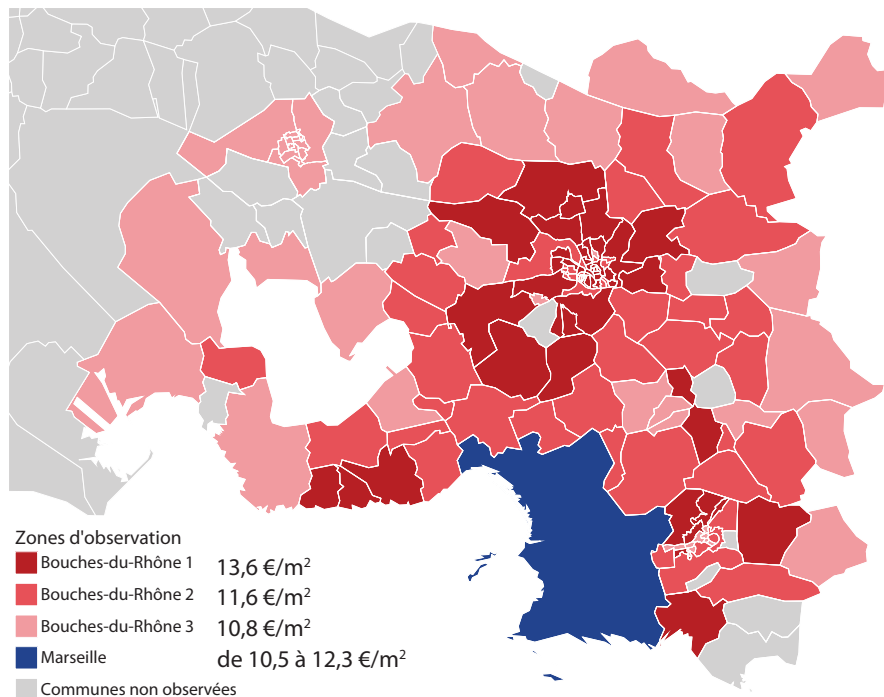 Zones d'observation
Bouches-du-Rhône 1 13,6 €/m²
Bouches-du-Rhône 2 11,6 €/m²
Bouches-du-Rhône 3 10,8 €/m²
Marseille de 10,5 à 12,3 €/m²
Communes non observées